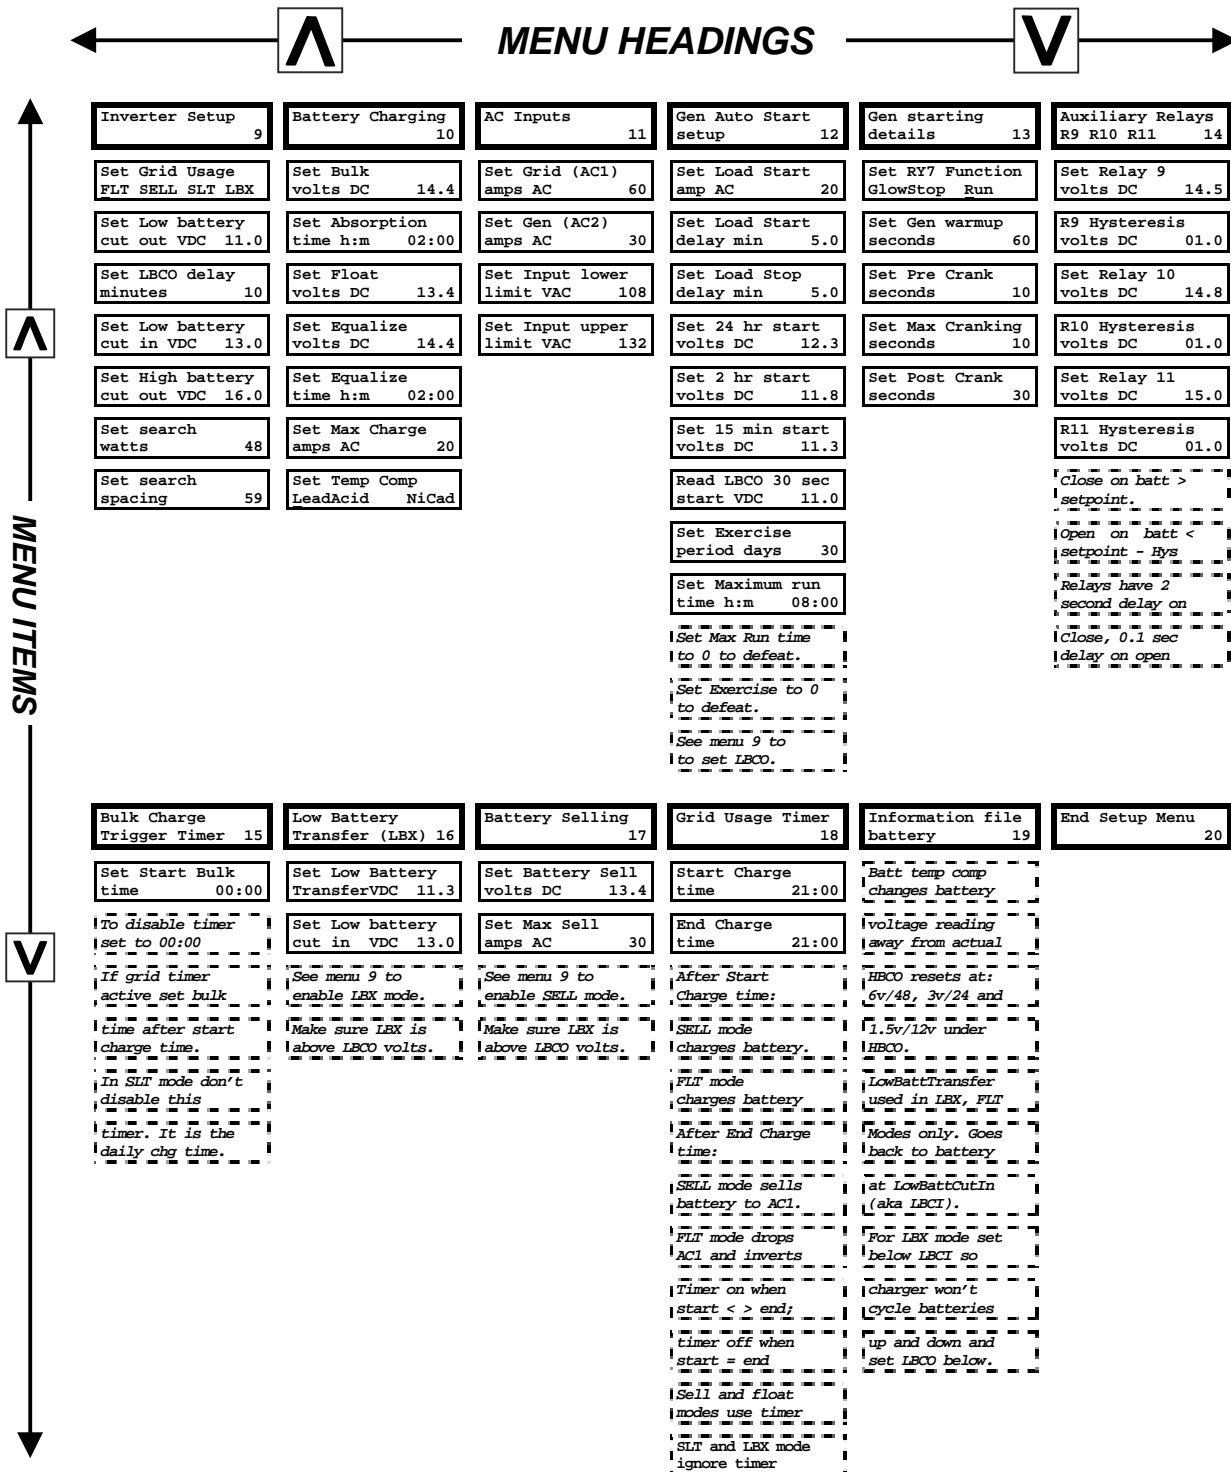 Λ MENU HEADINGS V
Λ
MENU ITEMS
V
Inverter Setup
9
Set Grid Usage
FLT SELL SLT LBX
Set Low battery
cut out VDC 11.0
Set LBCO delay
minutes 10
Set Low battery
cut in VDC 13.0
Set High battery
cut out VDC 16.0
Set search
watts 48
Set search
spacing 59
Battery Charging
10
Set Bulk
volts DC 14.4
Set Absorption
time h:m 02:00
Set Float
volts DC 13.4
Set Equalize
volts DC 14.4
Set Equalize
time h:m 02:00
Set Max Charge
amps AC 20
Set Temp Comp
LeadAcid NiCad
AC Inputs
11
Set Grid (AC1)
amps AC 60
Set Gen (AC2)
amps AC 30
Set Input lower
limit VAC 108
Set Input upper
limit VAC 132
Gen Auto Start
setup 12
Set Load Start
amp AC 20
Set Load Start
delay min 5.0
Set Load Stop
delay min 5.0
Set 24 hr start
volts DC 12.3
Set 2 hr start
volts DC 11.8
Set 15 min start
volts DC 11.3
Read LBCO 30 sec
start VDC 11.0
Set Exercise
period days 30
Set Maximum run
time h:m 08:00
Set Max Run time
to 0 to defeat.
Set Exercise to 0
to defeat.
See menu 9 to
to set LBCO.
Gen starting
details 13
Set RY7 Function
GlowStop Run
Set Gen warmup
seconds 60
Set Pre Crank
seconds 10
Set Max Cranking
seconds 10
Set Post Crank
seconds 30
Auxiliary Relays
R9 R10 R11 14
Set Relay 9
volts DC 14.5
R9 Hysteresis
volts DC 01.0
Set Relay 10
volts DC 14.8
R10 Hysteresis
volts DC 01.0
Set Relay 11
volts DC 15.0
R11 Hysteresis
volts DC 01.0
Close on batt >
setpoint.
Open on batt <
setpoint - Hys
Relays have 2
second delay on
Close, 0.1 sec
delay on open
Bulk Charge
Trigger Timer 15
Set Start Bulk
time 00:00
To disable timer
set to 00:00
If grid timer
active set bulk
time after start
charge time.
In SLT mode don't
disable this
timer. It is the
daily chg time.
Low Battery
Transfer (LBX) 16
Set Low Battery
TransferVDC 11.3
Set Low battery
cut in VDC 13.0
See menu 9 to
enable LBX mode.
Make sure LBX is
above LBCO volts.
Battery Selling
17
Set Battery Sell
volts DC 13.4
Set Max Sell
amps AC 30
See menu 9 to
enable SELL mode.
Make sure LBX is
above LBCO volts.
Grid Usage Timer
18
Start Charge
time 21:00
End Charge
time 21:00
After Start
Charge time:
SELL mode
charges battery.
FLT mode
charges battery
After End Charge
time:
SELL mode sells
battery to AC1.
FLT mode drops
AC1 and inverts
Timer on when
start < > end;
timer off when
start = end
Sell and float
modes use timer
SLT and LBX mode
ignore timer
Information file
battery 19
Batt temp comp
changes battery
voltage reading
away from actual
HBCO resets at:
6v/48, 3v/24 and
1.5v/12v under
HBCO.
LowBattTransfer
used in LBX, FLT
Modes only. Goes
back to battery
at LowBattCutIn
(aka LBCI).
For LBX mode set
below LBCI so
charger won't
cycle batteries
up and down and
set LBCO below.
End Setup Menu
20